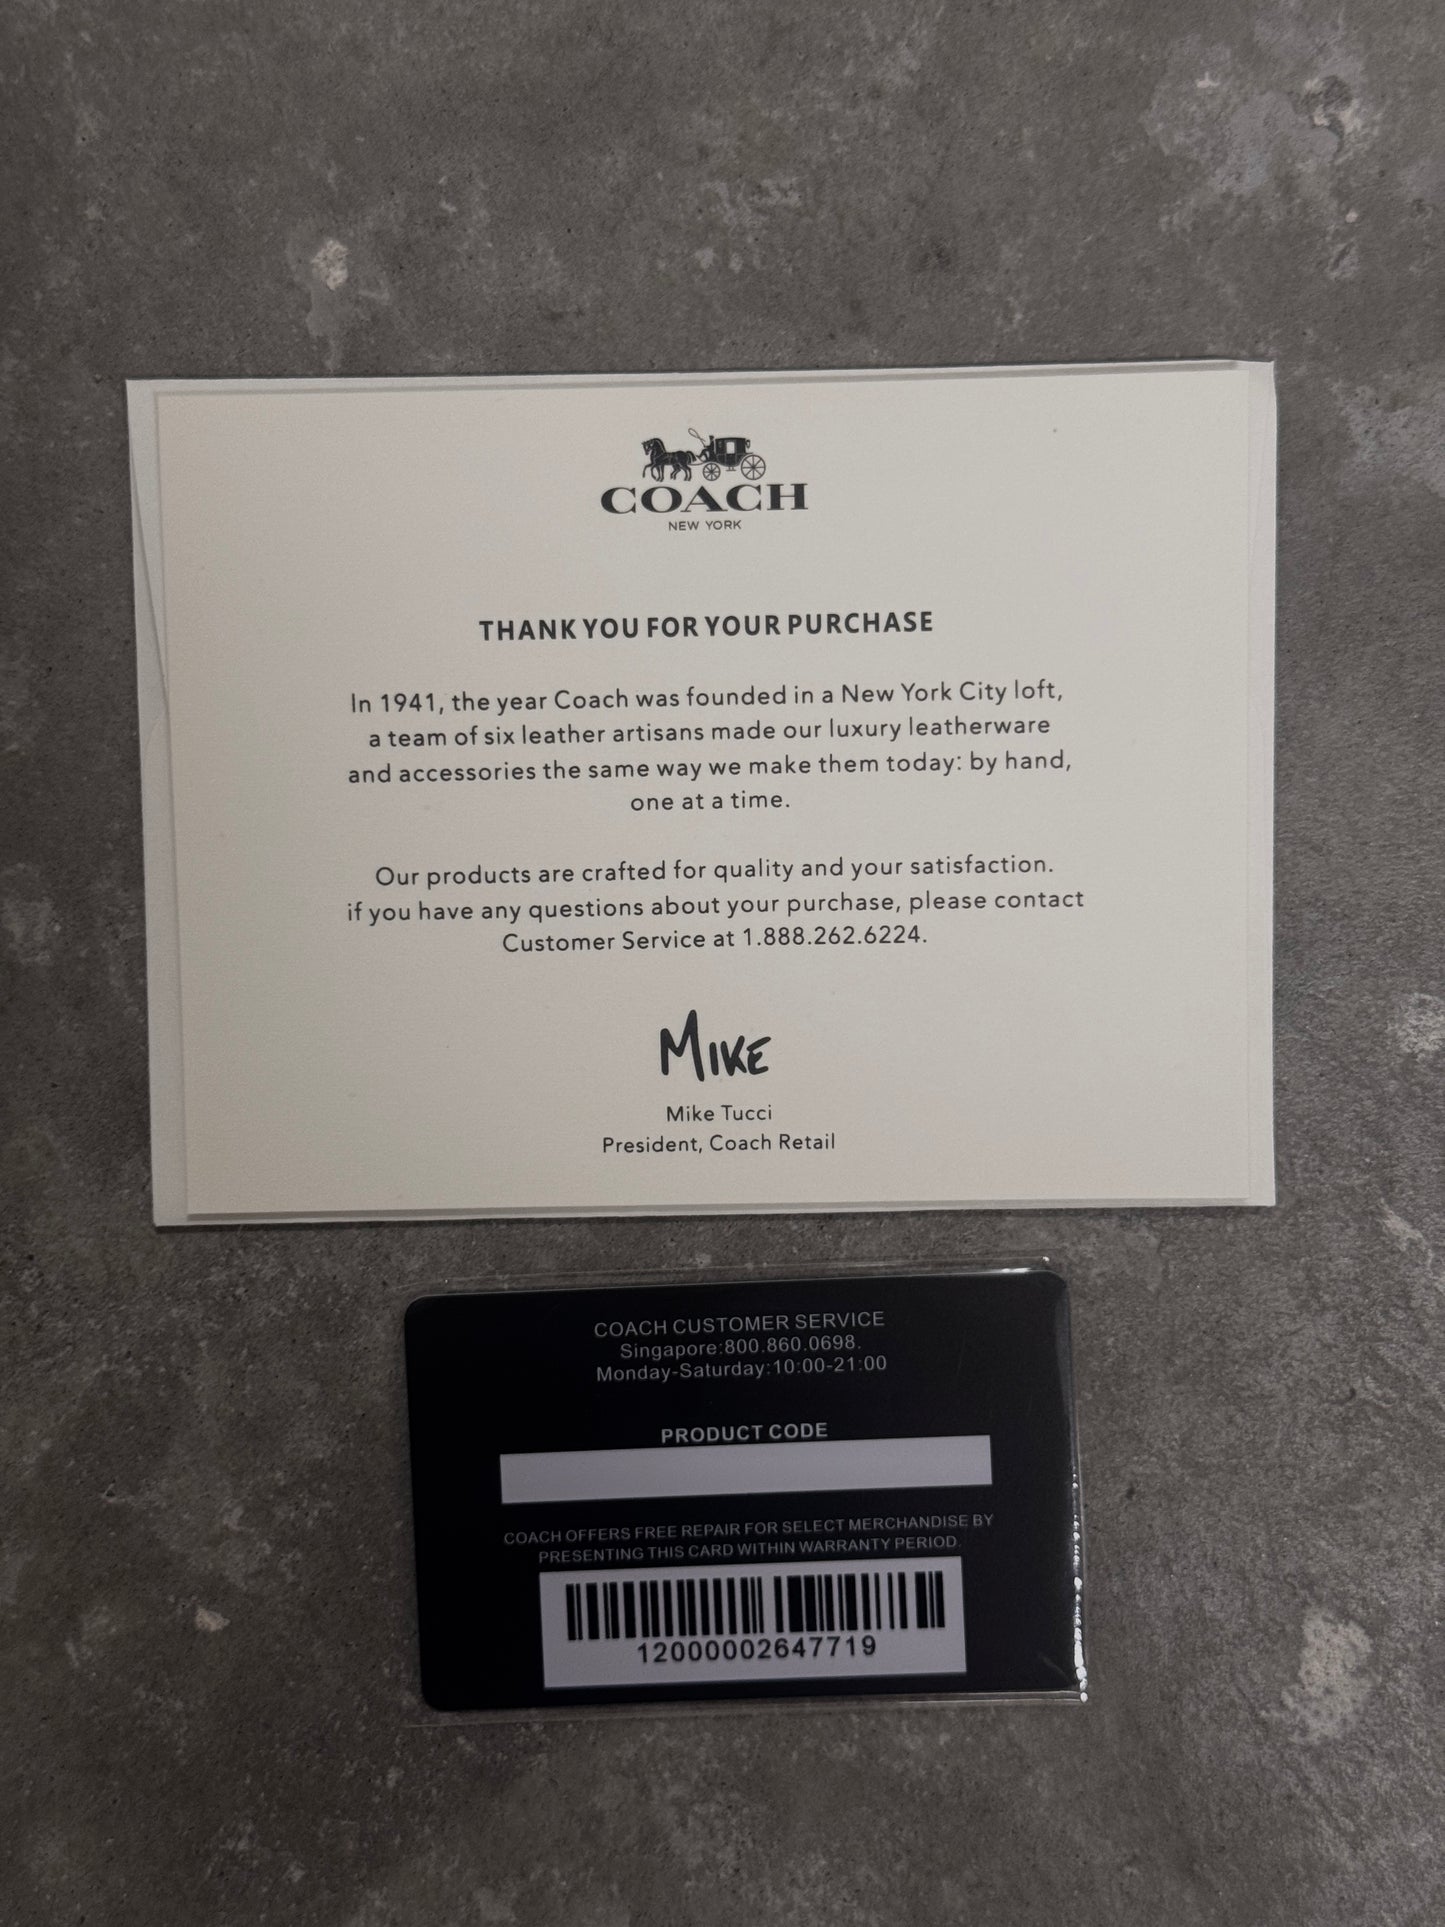 COACH
NEW YORK
THANK YOU FOR YOUR PURCHASE
In 1941, the year Coach was founded in a New York City loft,
a team of six leather artisans made our luxury leatherware
and accessories the same way we make them today: by hand,
one at a time.
Our products are crafted for quality and your satisfaction.
if you have any questions about your purchase, please contact
Customer Service at 1.888.262.6224.
MIKE
Mike Tucci
President, Coach Retail
COACH CUSTOMER SERVICE
Singapore:800.860.0698.
Monday-Saturday:10:00-21:00
PRODUCT CODE
COACH OFFERS FREE REPAIR FOR SELECT MERCHANDISE BY
PRESENTING THIS CARD WITHIN WARRANTY PERIOD.
12000002647719